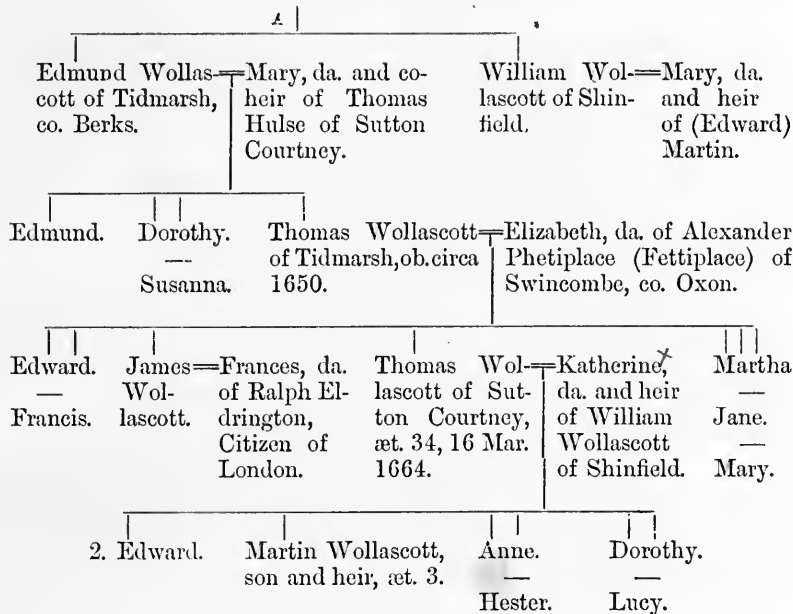 A
Edmund Wollas-
cott of Tidmarsh,
co. Berks.
Mary, da. and co-
heir of Thomas
Hulse of Sutton
Courtney.
William Wol-
lascott of Shin-
field.
Mary, da.
and heir
of (Edward)
Martin.
Edmund.
Dorothy.
—
Susanna.
Thomas Wollascott
of Tidmarsh, ob. circa
1650.
Elizabeth, da. of Alexander
Phetiplace (Fettiplace) of
Swincombe, co. Oxon.
Edward.
—
Francis.
James
Wol-
lascott.
Frances, da.
of Ralph El-
drington,
Citizen of
London.
Thomas Wol-
lascott of Sut-
ton Courtney,
æt. 34, 16 Mar.
1664.
Katherine, x
da. and heir
of William
Wollascott
of Shinfield.
Martha
—
Jane.
—
Mary.
2. Edward.
Martin Wollascott,
son and heir, æt. 3.
Anne.
—
Hester.
Dorothy.
—
Lucy.